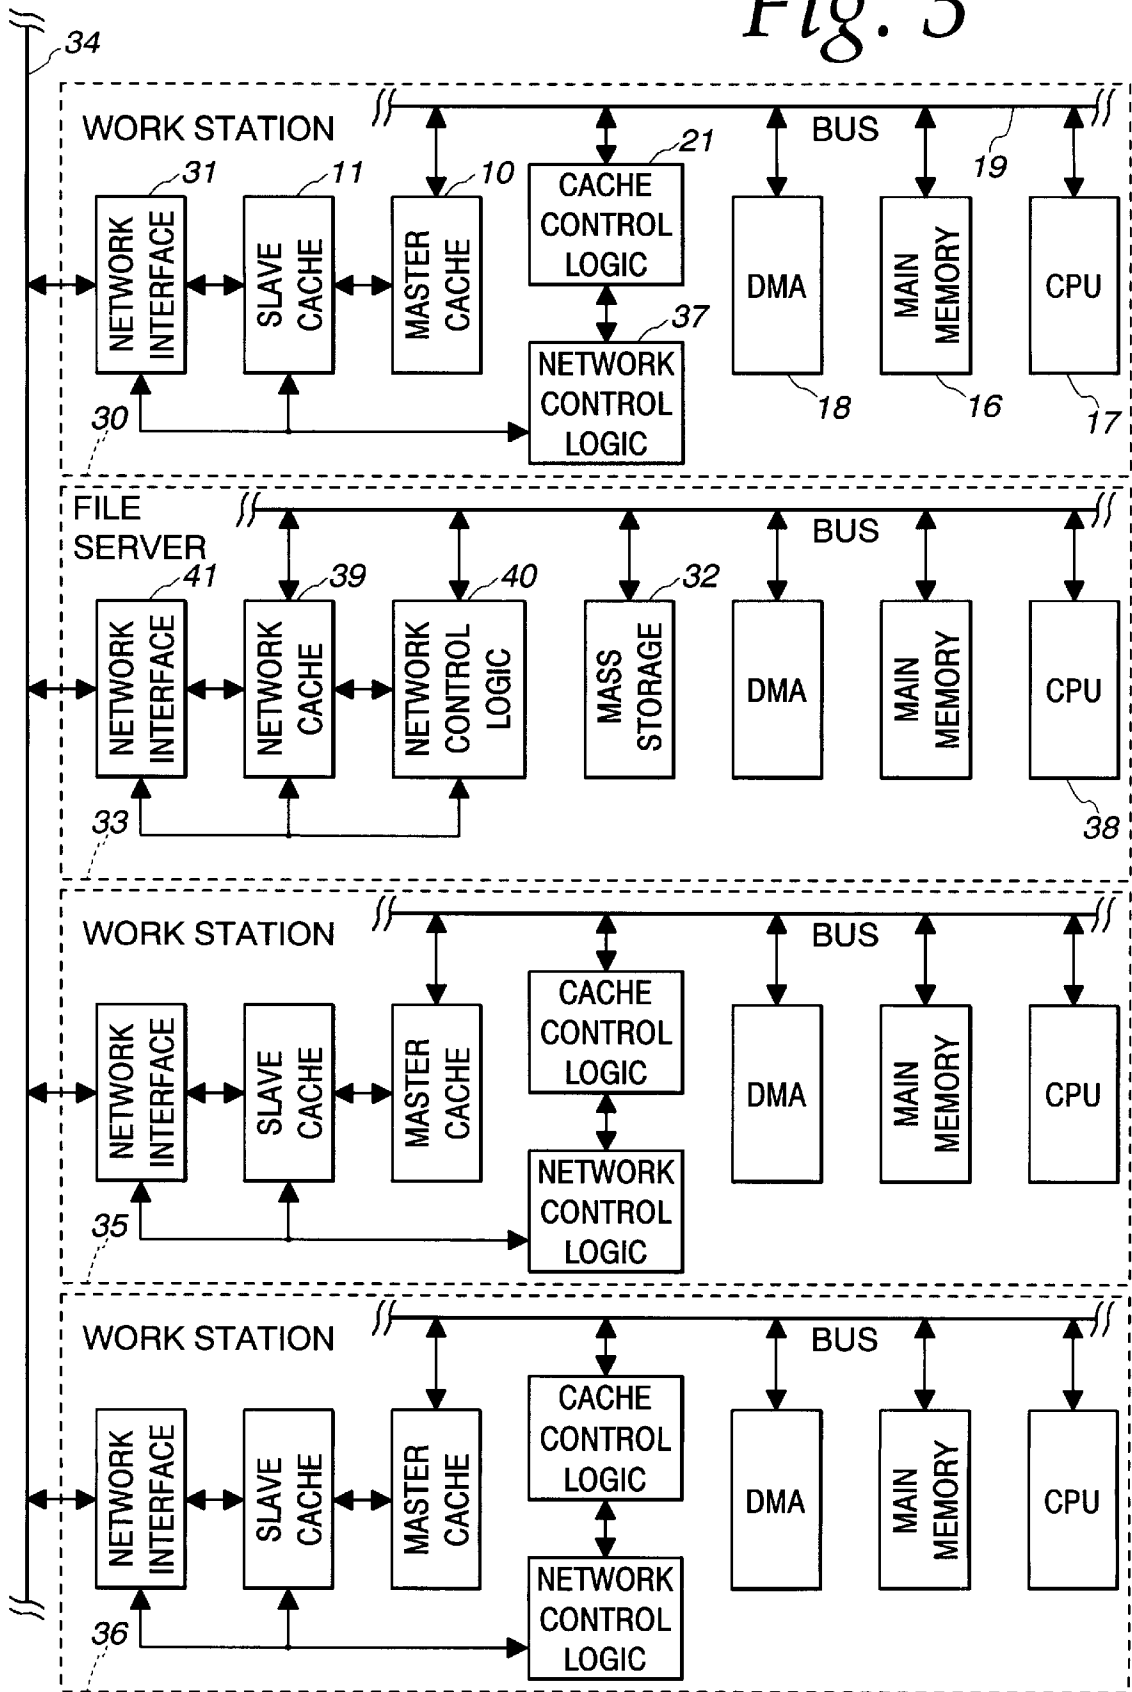 Fig. 3
34
WORK STATION
BUS
19
31
11
10
21
NETWORK
INTERFACE
SLAVE
CACHE
MASTER
CACHE
CACHE
CONTROL
LOGIC
37
NETWORK
CONTROL
LOGIC
DMA
18
MAIN
MEMORY
16
CPU
17
30
FILE
SERVER
BUS
41
39
40
32
NETWORK
INTERFACE
NETWORK
CACHE
NETWORK
CONTROL
LOGIC
MASS
STORAGE
DMA
MAIN
MEMORY
CPU
38
33
WORK STATION
BUS
NETWORK
INTERFACE
SLAVE
CACHE
MASTER
CACHE
CACHE
CONTROL
LOGIC
NETWORK
CONTROL
LOGIC
DMA
MAIN
MEMORY
CPU
35
WORK STATION
BUS
NETWORK
INTERFACE
SLAVE
CACHE
MASTER
CACHE
CACHE
CONTROL
LOGIC
NETWORK
CONTROL
LOGIC
DMA
MAIN
MEMORY
CPU
36